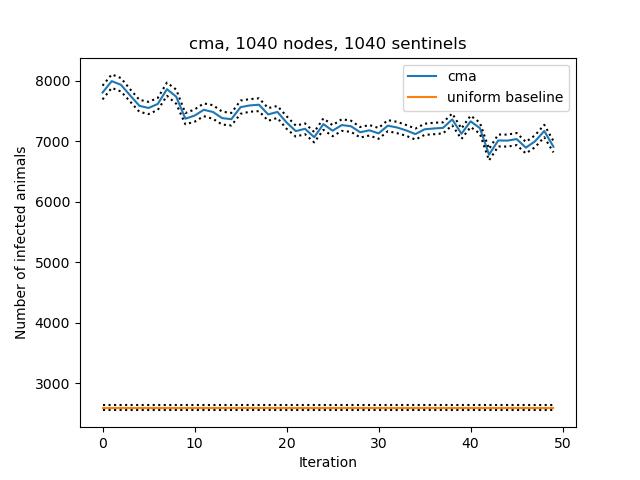 cma, 1040 nodes, 1040 sentinels
cma
uniform baseline
Number of infected animals
8000
7000
6000
5000
4000
3000
0 10 20 30 40 50
Iteration